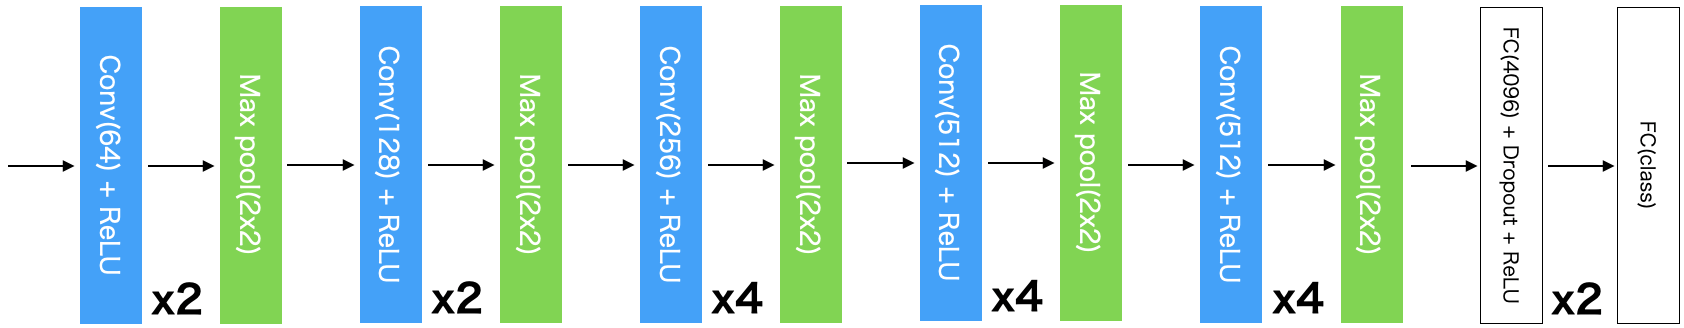 Conv(64) + ReLU
x2
Max pool(2x2)
Conv(128) + ReLU
x2
Max pool(2x2)
Conv(256) + ReLU
x4
Max pool(2x2)
Conv(512) + ReLU
x4
Max pool(2x2)
Conv(512) + ReLU
x4
Max pool(2x2)
FC(4096) + Dropout + ReLU
x2
FC(class)